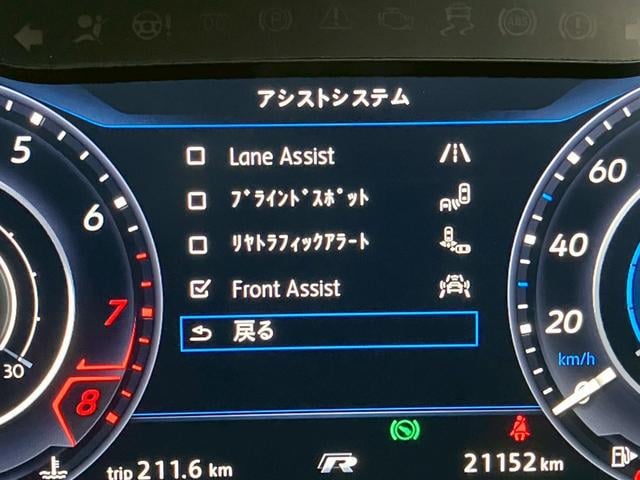 アシストシステム
Lane Assist
ﾌﾞﾗｲﾝﾄﾞｽﾎﾟｯﾄ
ﾘﾔﾄﾗﾌｨｯｸｱﾗｰﾄ
Front Assist
戻る
5
6
7
8
30
60
40
20
km/h
0
ABS
trip 211.6 km
R
21152 km